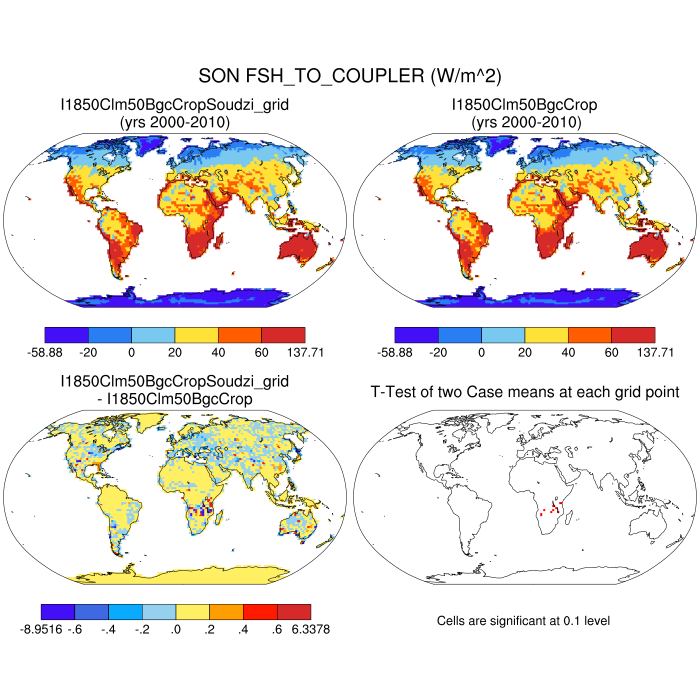 SON FSH_TO_COUPLER (W/m^2)
I1850Clm50BgcCropSoudzi_grid
(yrs 2000-2010)
I1850Clm50BgcCrop
(yrs 2000-2010)
-58.88 -20 0 20 40 60 137.71
-58.88 -20 0 20 40 60 137.71
I1850Clm50BgcCropSoudzi_grid
- I1850Clm50BgcCrop
T-Test of two Case means at each grid point
-8.9516 -.6 -.4 -.2 .0 .2 .4 .6 6.3378
Cells are significant at 0.1 level